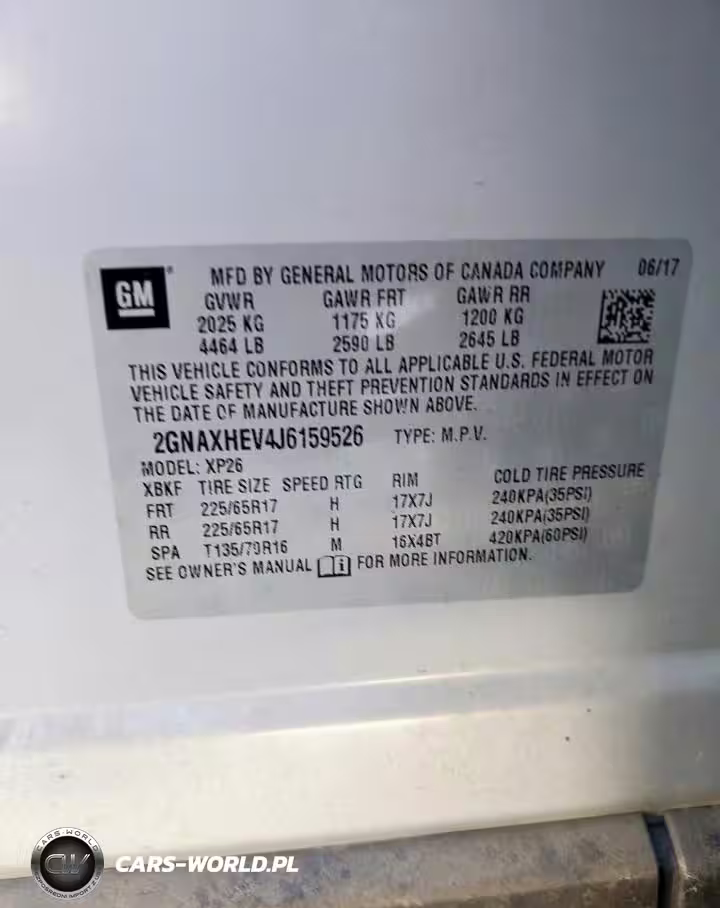 GM
MFD BY GENERAL MOTORS OF CANADA COMPANY 06/17
GVWR GAWR FRT GAWR RR
2025 KG 1175 KG 1200 KG
4464 LB 2590 LB 2645 LB
THIS VEHICLE CONFORMS TO ALL APPLICABLE U.S. FEDERAL MOTOR
VEHICLE SAFETY AND THEFT PREVENTION STANDARDS IN EFFECT ON
THE DATE OF MANUFACTURE SHOWN ABOVE.
2GNAXHEV4J6159526 TYPE: M.P.V.
MODEL: XP26
XBKF TIRE SIZE SPEED RTG RIM COLD TIRE PRESSURE
FRT 225/65R17 H 17X7J 240KPA(35PSI)
RR 225/65R17 H 17X7J 240KPA(35PSI)
SPA T135/70R16 M 16X4BT 420KPA(60PSI)
SEE OWNER'S MANUAL i FOR MORE INFORMATION.
CARS-WORLD
CW
CARS-WORLD.PL